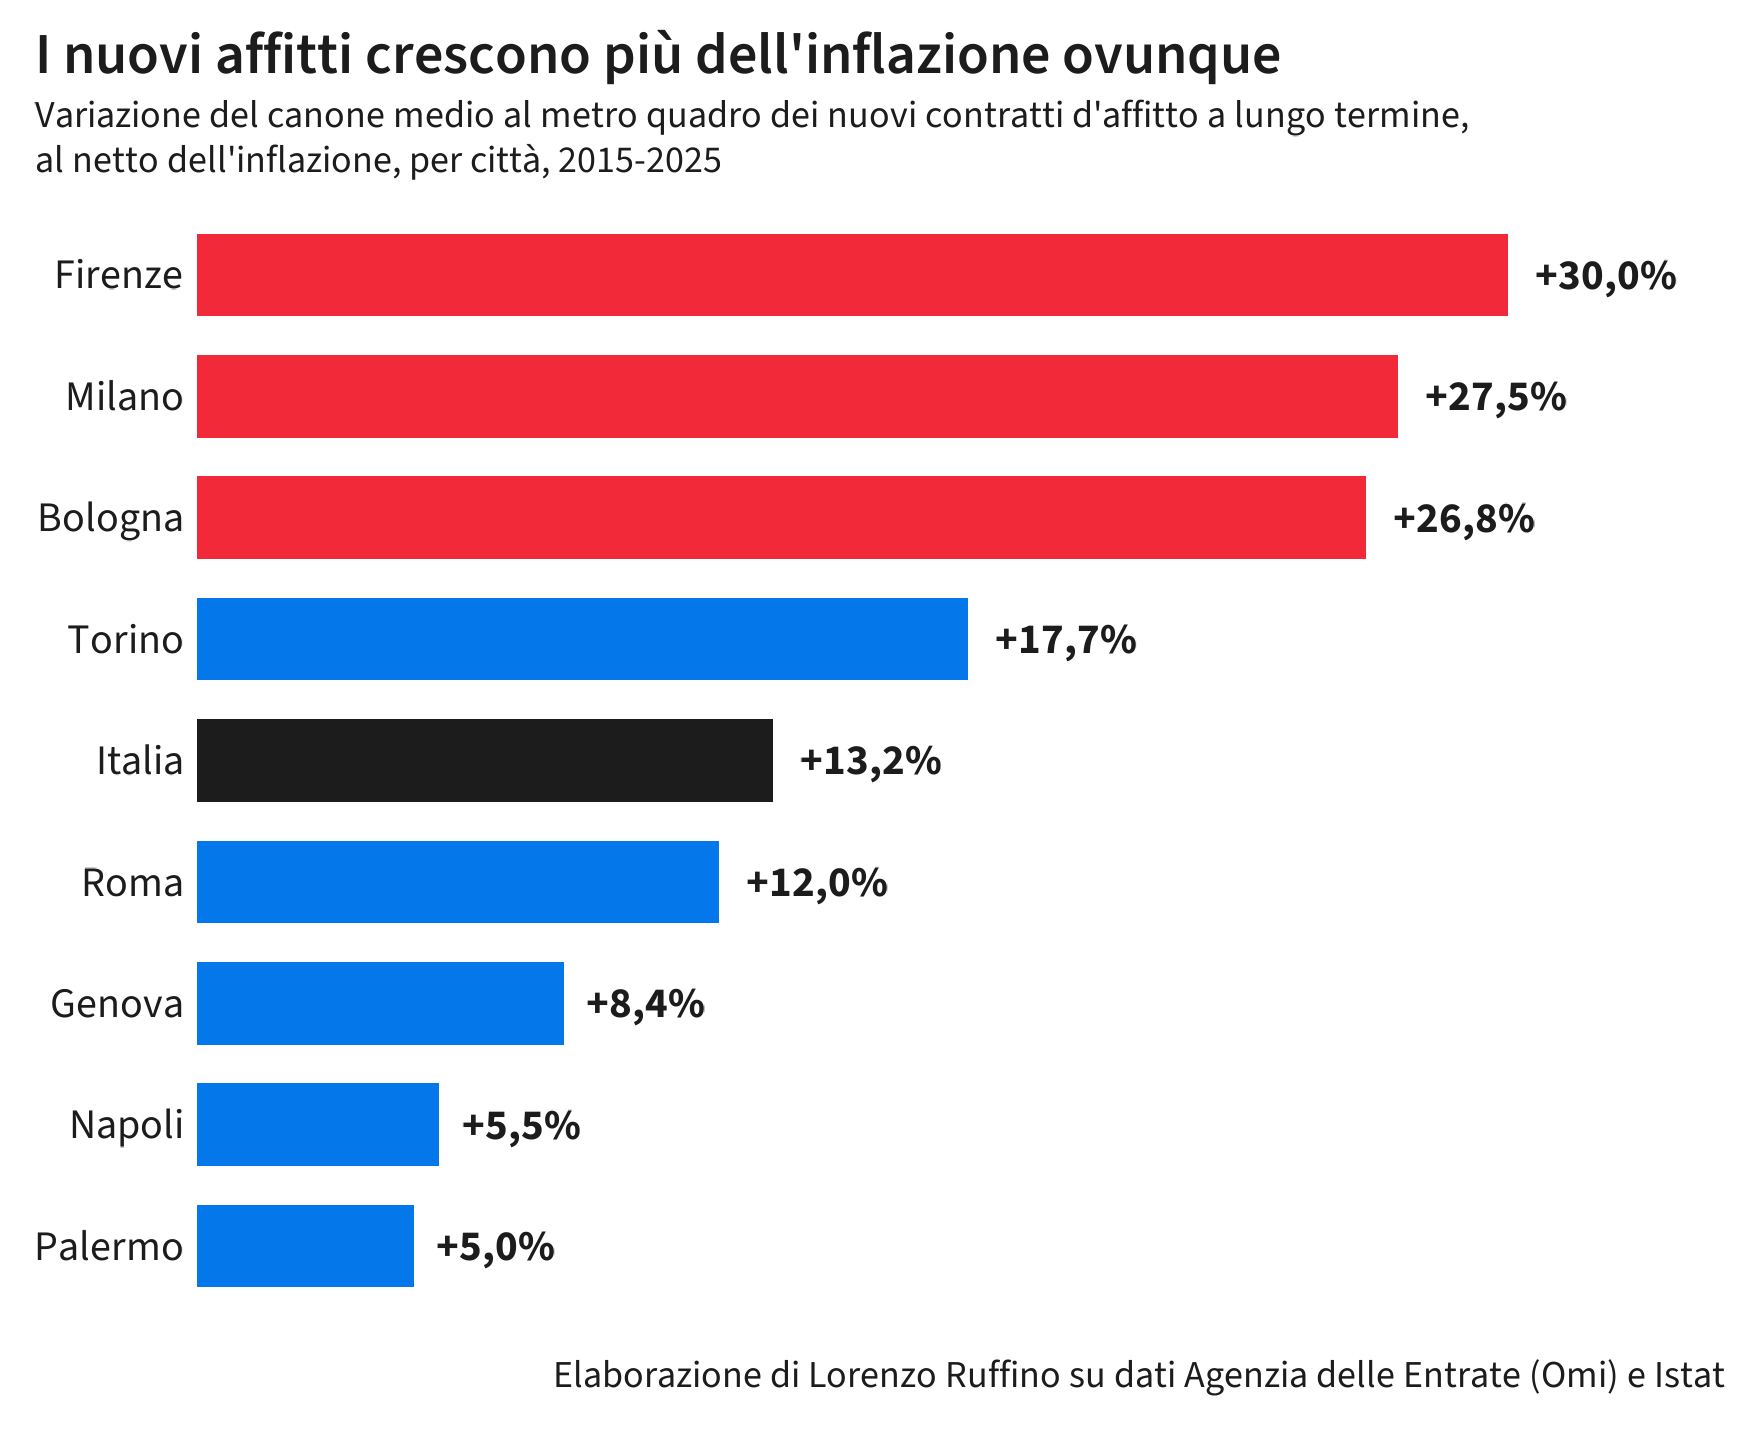 I nuovi affitti crescono più dell'inflazione ovunque
Variazione del canone medio al metro quadro dei nuovi contratti d'affitto a lungo termine,
al netto dell'inflazione, per città, 2015-2025
Firenze +30,0%
Milano +27,5%
Bologna +26,8%
Torino +17,7%
Italia +13,2%
Roma +12,0%
Genova +8,4%
Napoli +5,5%
Palermo +5,0%
Elaborazione di Lorenzo Ruffino su dati Agenzia delle Entrate (Omi) e Istat